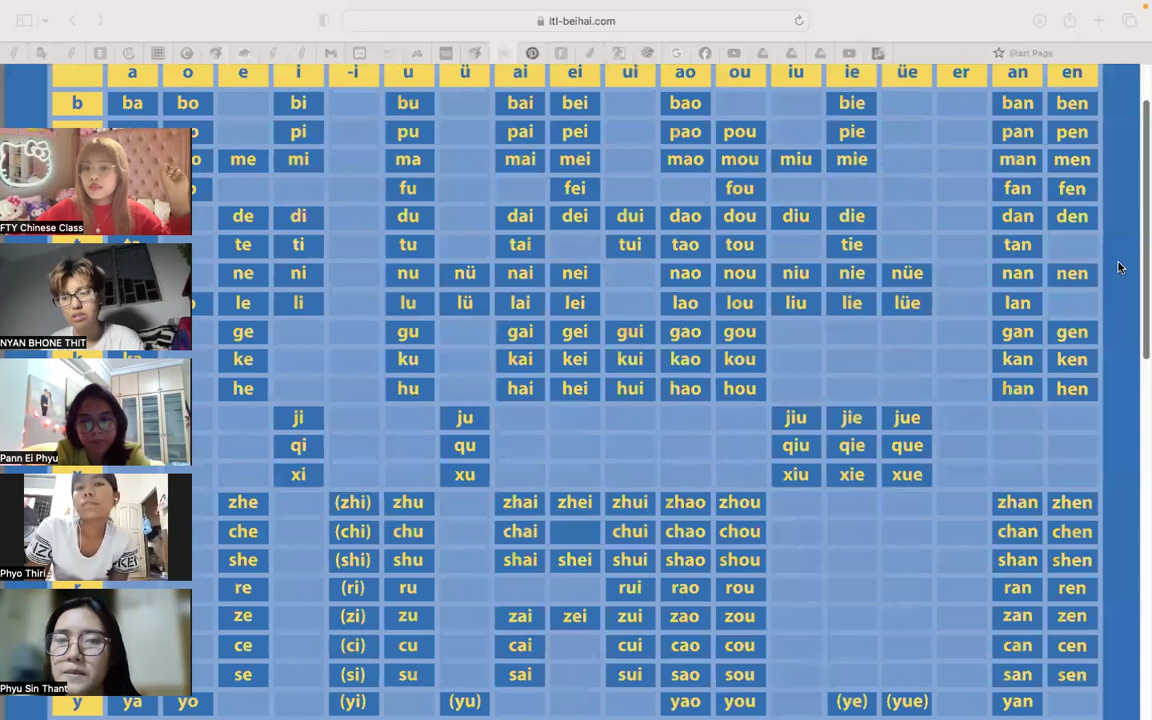 ltl-beihai.com
Start Page
a o e i -i u ü ai ei ui ao ou iu ie üe er an en
b ba bo bi bu bai bei bao bie ban ben
pi pu pai pei pao pou pie pan pen
me mi ma mai mei mao mou miu mie man men
fu fei fou fan fen
FTY Chinese Class
de di du dai dei dui dao dou diu die dan den
te ti tu tai tui tao tou tie tan
ne ni nu nü nai nei nao nou niu nie nüe nan nen
le li lu lü lai lei lao lou liu lie lüe lan
ge gu gai gei gui gao gou gan gen
NYAN BHONE THIT
ke ku kai kei kui kao kou kan ken
he hu hai hei hui hao hou han hen
ji ju jiu jie jue
qi qu qiu qie que
Pann Ei Phyu
xi xu xiu xie xue
zhe (zhi) zhu zhai zhei zhui zhao zhou zhan zhen
che (chi) chu chai chui chao chou chan chen
she (shi) shu shai shei shui shao shou shan shen
Phyo Thiri
re (ri) ru rui rao rou ran ren
ze (zi) zu zai zei zui zao zou zan zen
ce (ci) cu cai cui cao cou can cen
se (si) su sai sui sao sou san sen
Phyu Sin Thant
y ya yo (yi) (yu) yao you (ye) (yue) yan